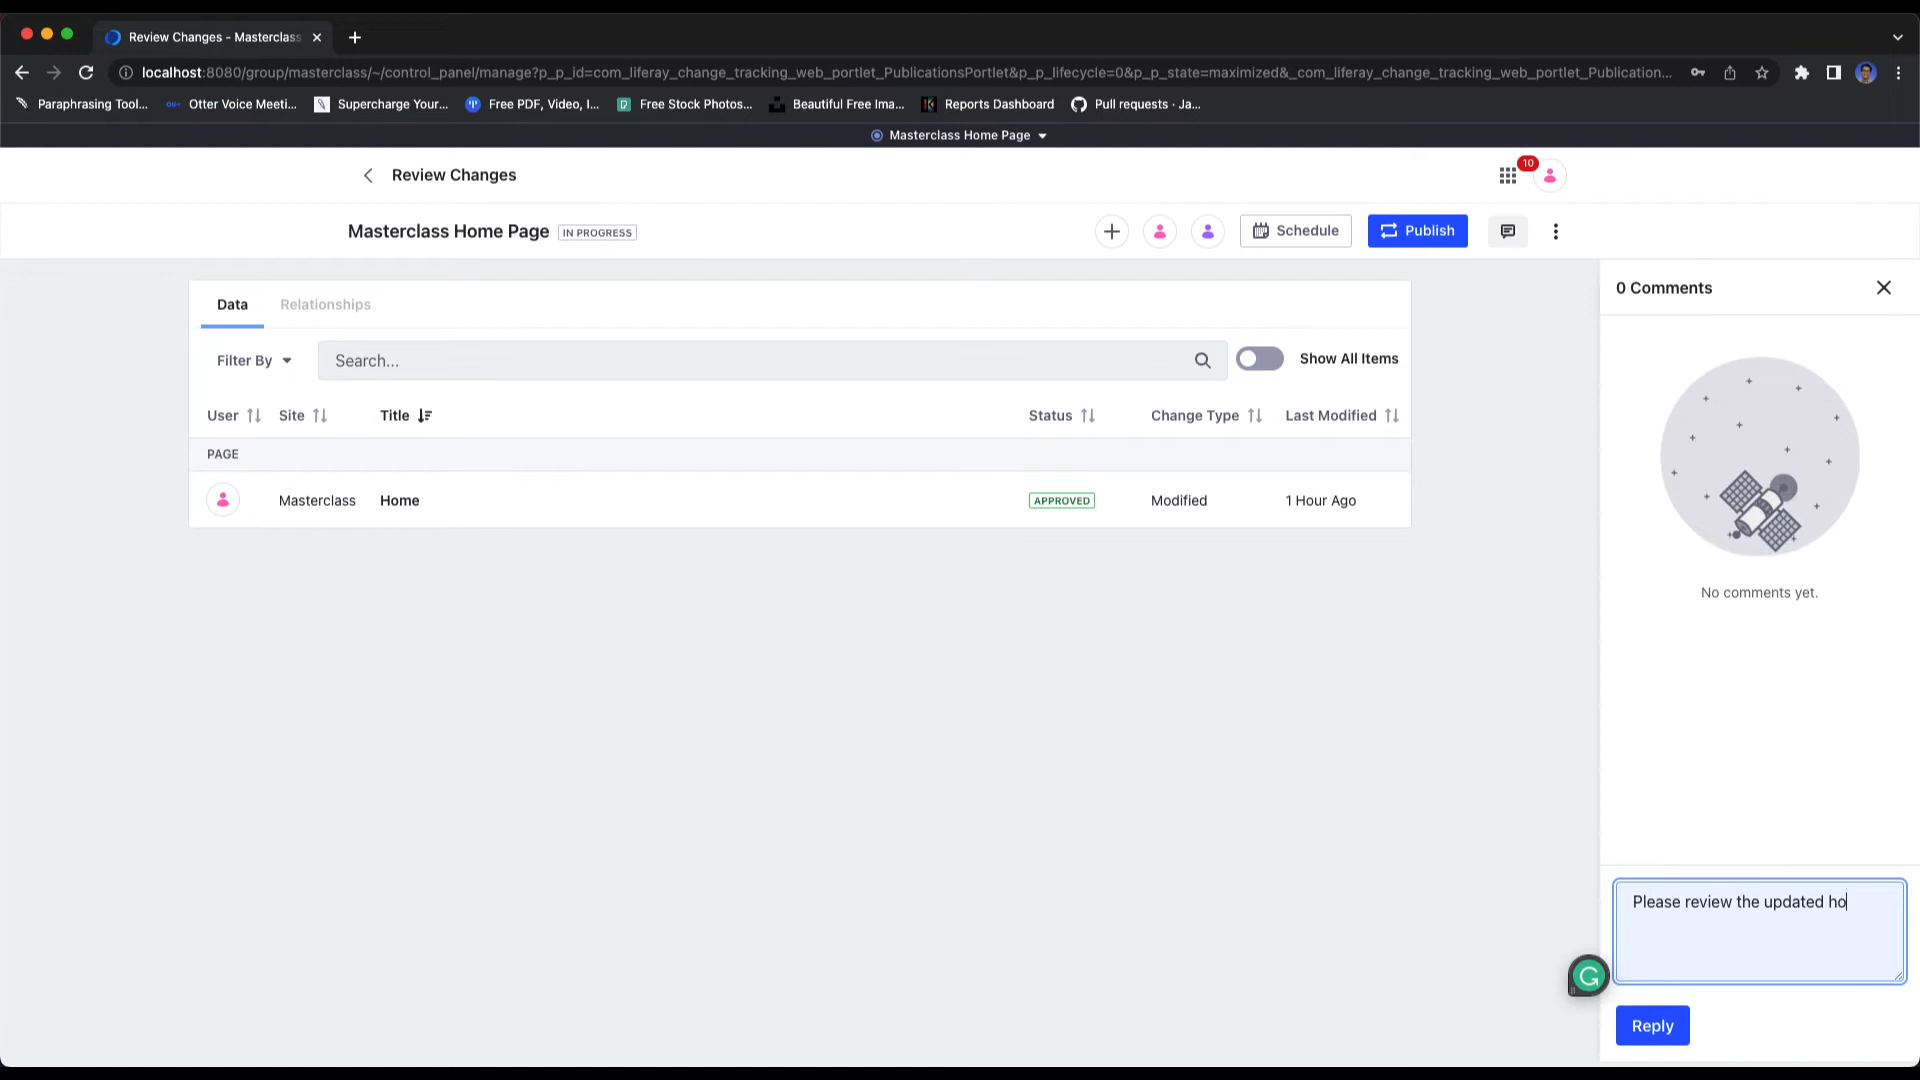 Review Changes - Masterclass
localhost:8080/group/masterclass/~/control_panel/manage?p_p_id=com_liferay_change_tracking_web_portlet_PublicationsPortlet&p_p_lifecycle=0&p_p_state=maximized&_com_liferay_change_tracking_web_portlet_Publication...
Paraphrasing Tool... Otter Voice Meeti... Supercharge Your... Free PDF, Video, I... Free Stock Photos... Beautiful Free Ima... Reports Dashboard Pull requests · Ja...
Masterclass Home Page
Review Changes
10
Masterclass Home Page IN PROGRESS Schedule Publish
0 Comments
Data Relationships
Filter By Search... Show All Items
User Site Title Status Change Type Last Modified
PAGE
Masterclass Home APPROVED Modified 1 Hour Ago
No comments yet.
Please review the updated ho
Reply